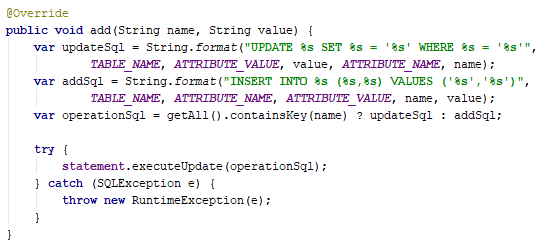 @Override
public void add(String name, String value) {
    var updateSql = String.format("UPDATE %s SET %s = '%s' WHERE %s = '%s'",
            TABLE_NAME, ATTRIBUTE_VALUE, value, ATTRIBUTE_NAME, name);
    var addSql = String.format("INSERT INTO %s (%s,%s) VALUES ('%s','%s')",
            TABLE_NAME, ATTRIBUTE_NAME, ATTRIBUTE_VALUE, name, value);
    var operationSql = getAll().containsKey(name) ? updateSql : addSql;

    try {
        statement.executeUpdate(operationSql);
    } catch (SQLException e) {
        throw new RuntimeException(e);
    }
}